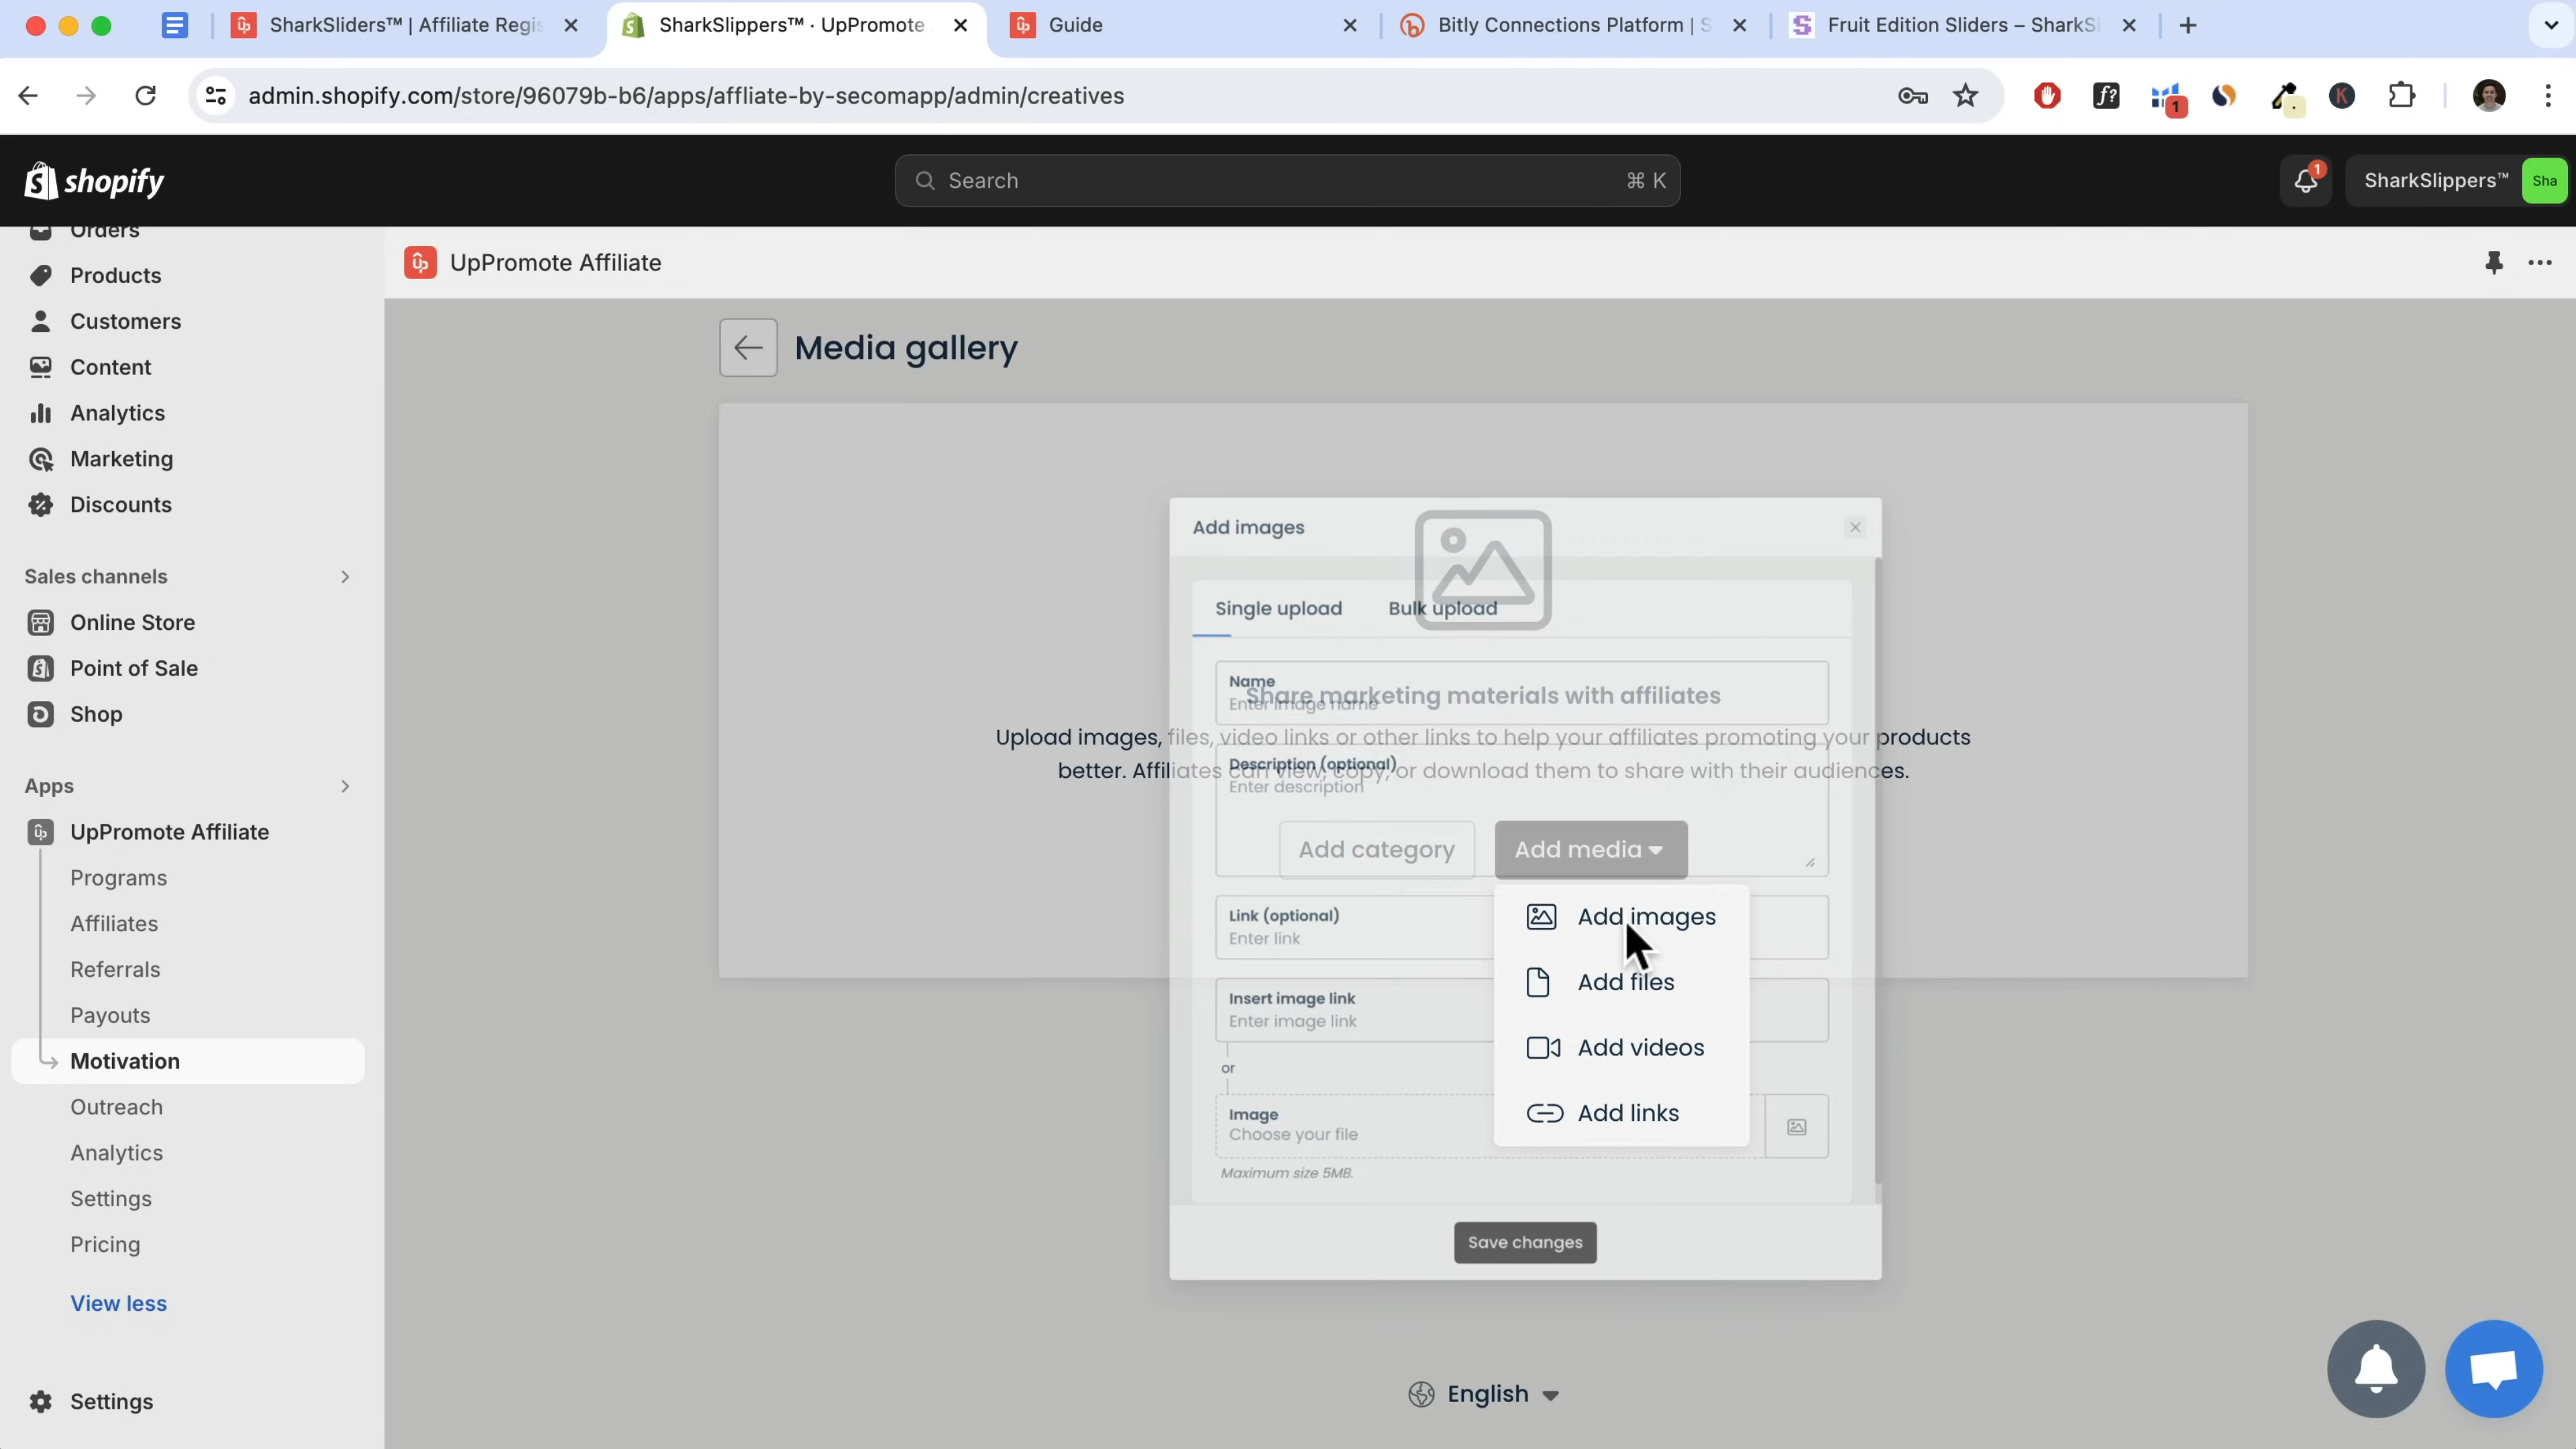 SharkSliders™ | Affiliate Regis
SharkSlippers™ · UpPromote
Guide
Bitly Connections Platform | S
Fruit Edition Sliders – SharkSl
admin.shopify.com/store/96079b-b6/apps/affliate-by-secomapp/admin/creatives
f?
1
K
shopify
Search
⌘ K
1
SharkSlippers™
Sha
Orders
Products
Customers
Content
Analytics
Marketing
Discounts
Sales channels
Online Store
Point of Sale
Shop
Apps
UpPromote Affiliate
Programs
Affiliates
Referrals
Payouts
Motivation
Outreach
Analytics
Settings
Pricing
View less
Settings
UpPromote Affiliate
Media gallery
Add images
Single upload
Bulk upload
Name
Enter image name
Share marketing materials with affiliates
Upload images, files, video links or other links to help your affiliates promoting your products
better. Affiliates can view, copy, or download them to share with their audiences.
Description (optional)
Enter description
Add category
Add media
Add images
Add files
Add videos
Add links
Link (optional)
Enter link
Insert image link
Enter image link
or
Image
Choose your file
Maximum size 5MB.
Save changes
English